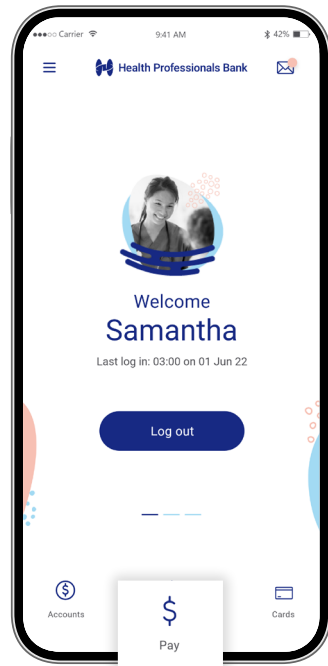 Carrier 9:41 AM 42%
Health Professionals Bank
Welcome
Samantha
Last log in: 03:00 on 01 Jun 22
Log out
Accounts
$
Pay
Cards